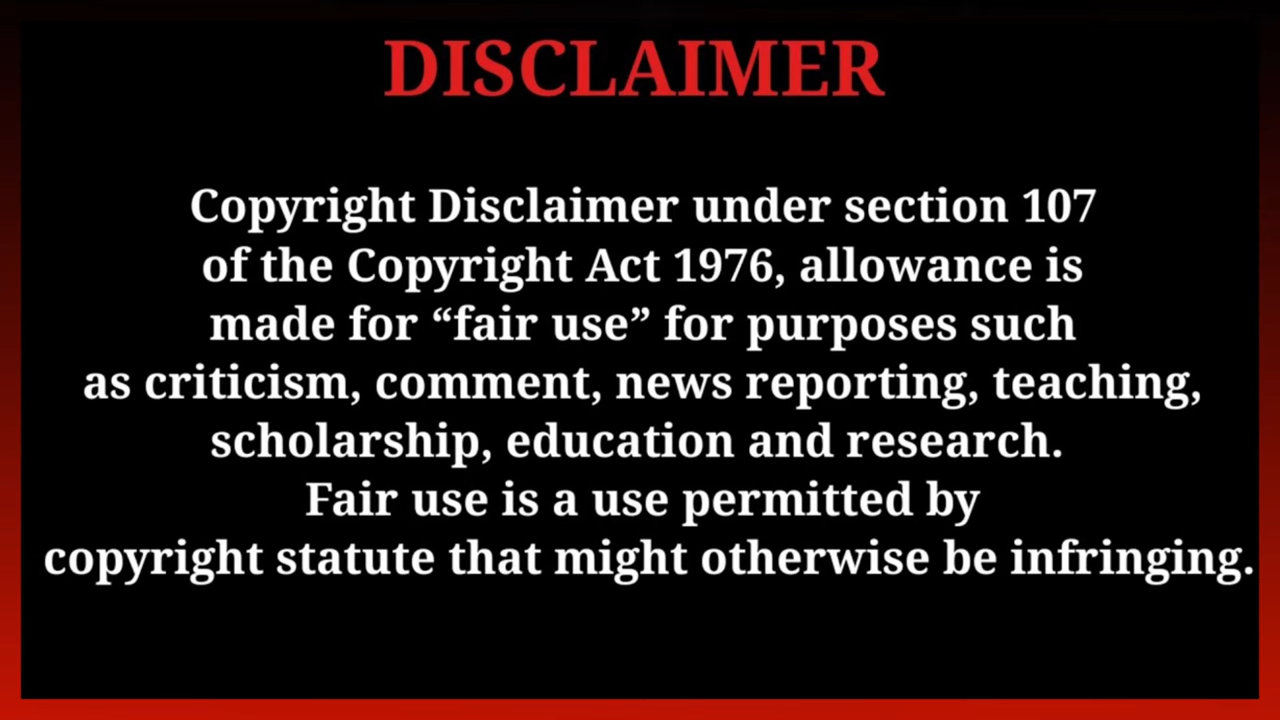 DISCLAIMER
Copyright Disclaimer under section 107
of the Copyright Act 1976, allowance is
made for “fair use” for purposes such
as criticism, comment, news reporting, teaching,
scholarship, education and research.
Fair use is a use permitted by
copyright statute that might otherwise be infringing.